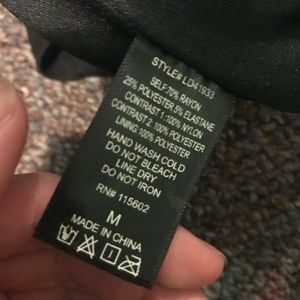 STYLE# LD41933
SELF:70% RAYON
25% POLYESTER 5% ELASTANE
CONTRAST 1:100% NYLON
CONTRAST 2: 100% POLYESTER
LINING:100% POLYESTER
HAND WASH COLD
DO NOT BLEACH
LINE DRY
DO NOT IRON
RN# 115602
M
MADE IN CHINA